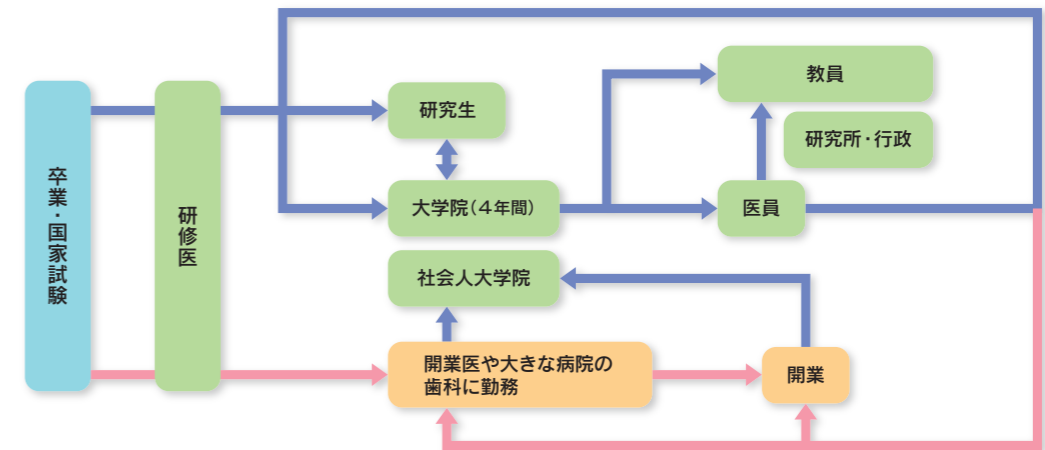 卒業・国家試験
研修医
研究生
大学院（4年間）
社会人大学院
開業医や大きな病院の
歯科に勤務
教員
研究所・行政
医員
開業